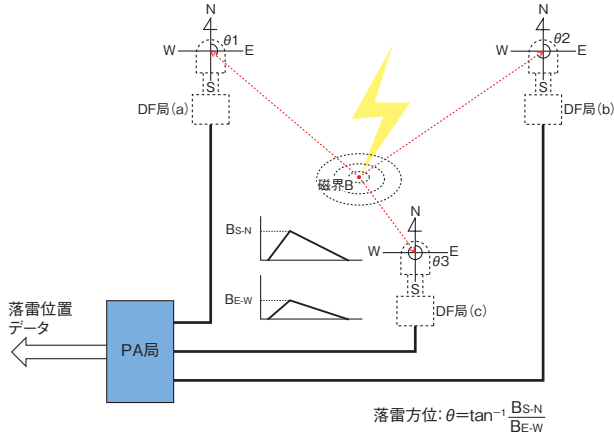 N
W E
θ1
S
DF局(a)
N
W E
θ2
S
DF局(b)
磁界B
N
W E
θ3
S
DF局(c)
BS-N
BE-W
落雷位置
データ
PA局
落雷方位：θ=tan⁻¹ BS-N
BE-W